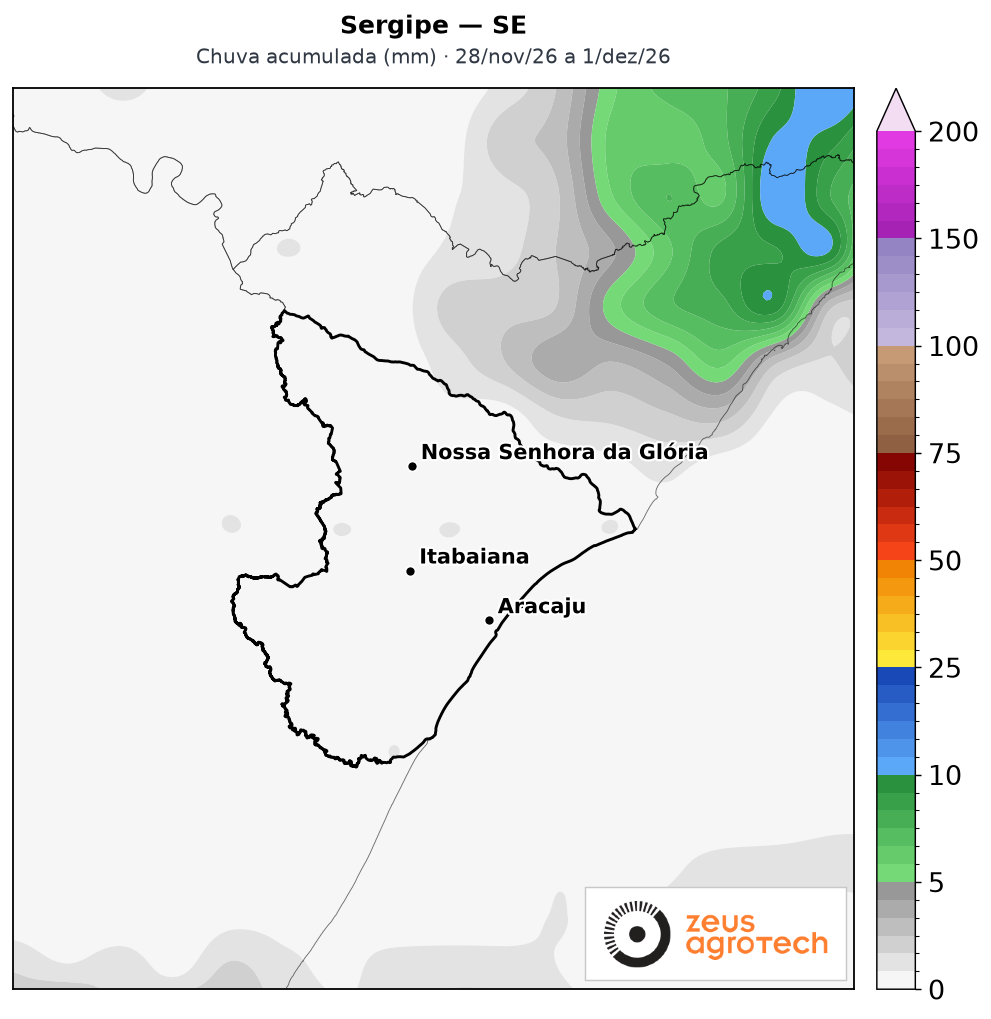 Sergipe — SE
Chuva acumulada (mm) · 28/nov/26 a 1/dez/26
200
150
100
75
50
25
10
5
0
Nossa Senhora da Glória
Itabaiana
Aracaju
zeus
agrotech